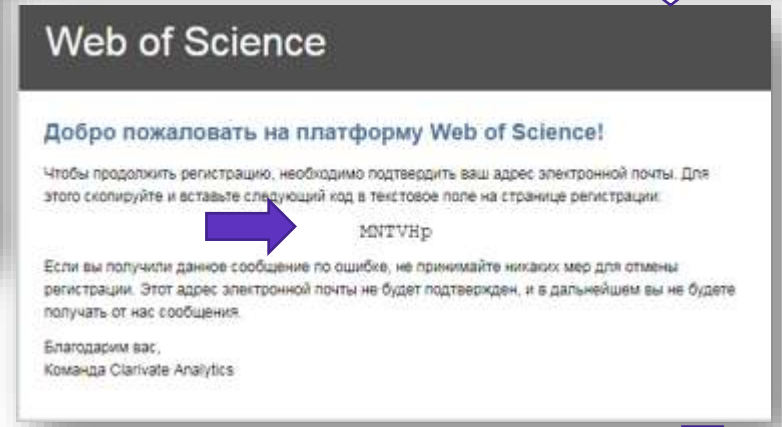 Web of Science
Добро пожаловать на платформу Web of Science!
Чтобы продолжить регистрацию, необходимо подтвердить ваш адрес электронной почты. Для
этого скопируйте и вставьте следующий код в текстовое поле на странице регистрации:
MNTVHp
Если вы получили данное сообщение по ошибке, не принимайте никаких мер для отмены
регистрации. Этот адрес электронной почты не будет подтвержден, и в дальнейшем вы не будете
получать от нас сообщения.
Благодарим вас,
Команда Clarivate Analytics